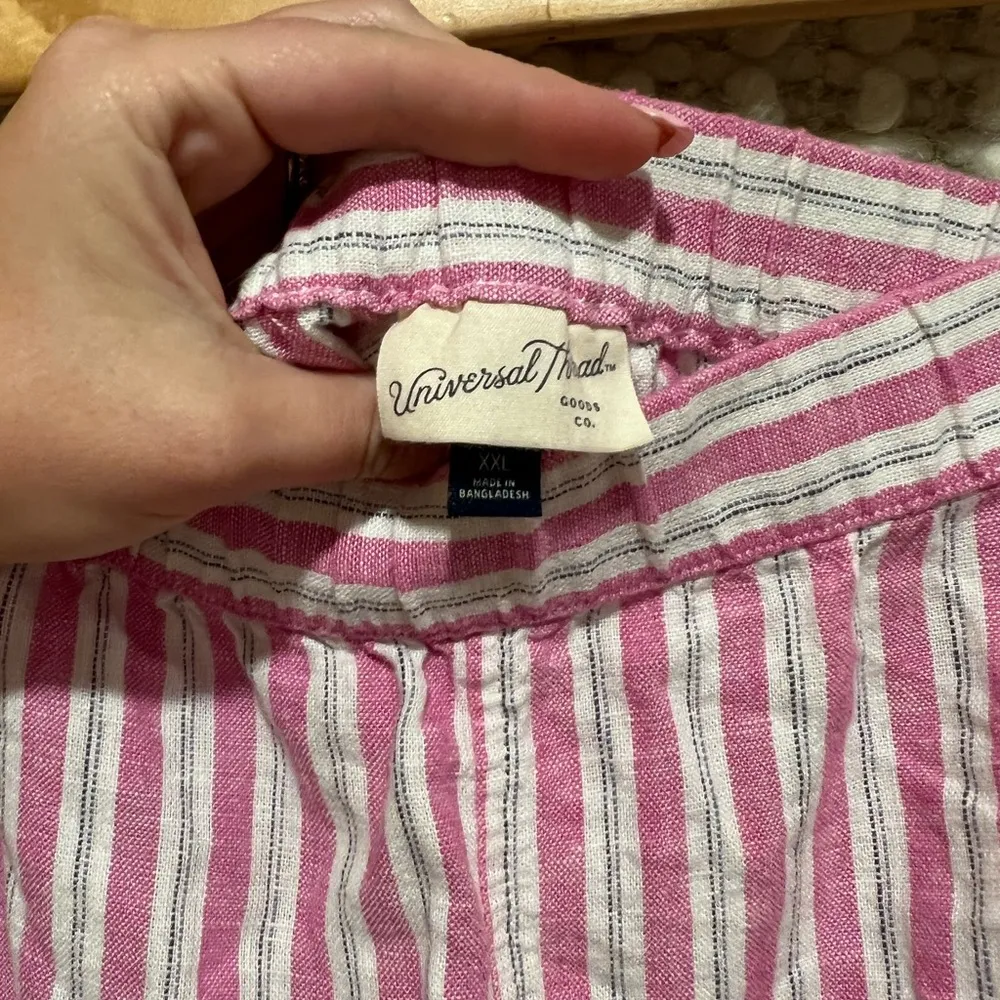 Universal Thread™
GOODS
CO.
XXL
MADE IN
BANGLADESH